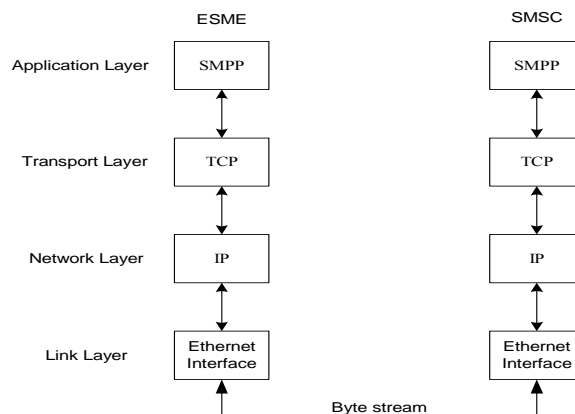 ESME
SMSC
Application Layer
SMPP
SMPP
Transport Layer
TCP
TCP
Network Layer
IP
IP
Link Layer
Ethernet
Interface
Ethernet
Interface
Byte stream